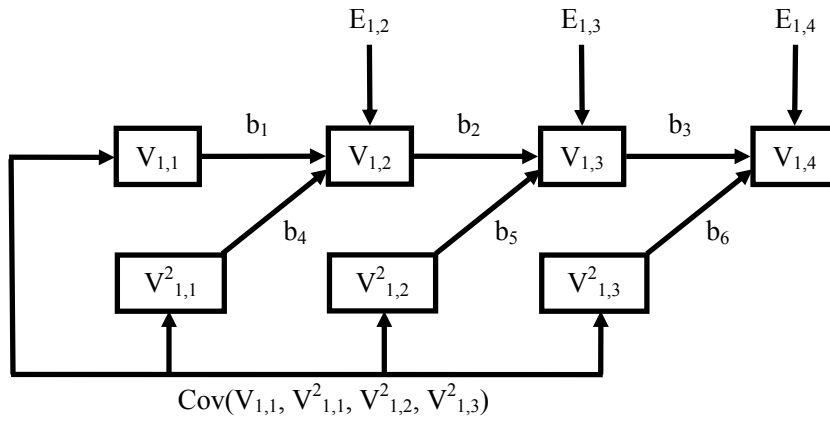 E1,2 E1,3 E1,4
b1 b2 b3
V1,1 V1,2 V1,3 V1,4
b4 b5 b6
V²1,1 V²1,2 V²1,3
Cov(V1,1, V²1,1, V²1,2, V²1,3)